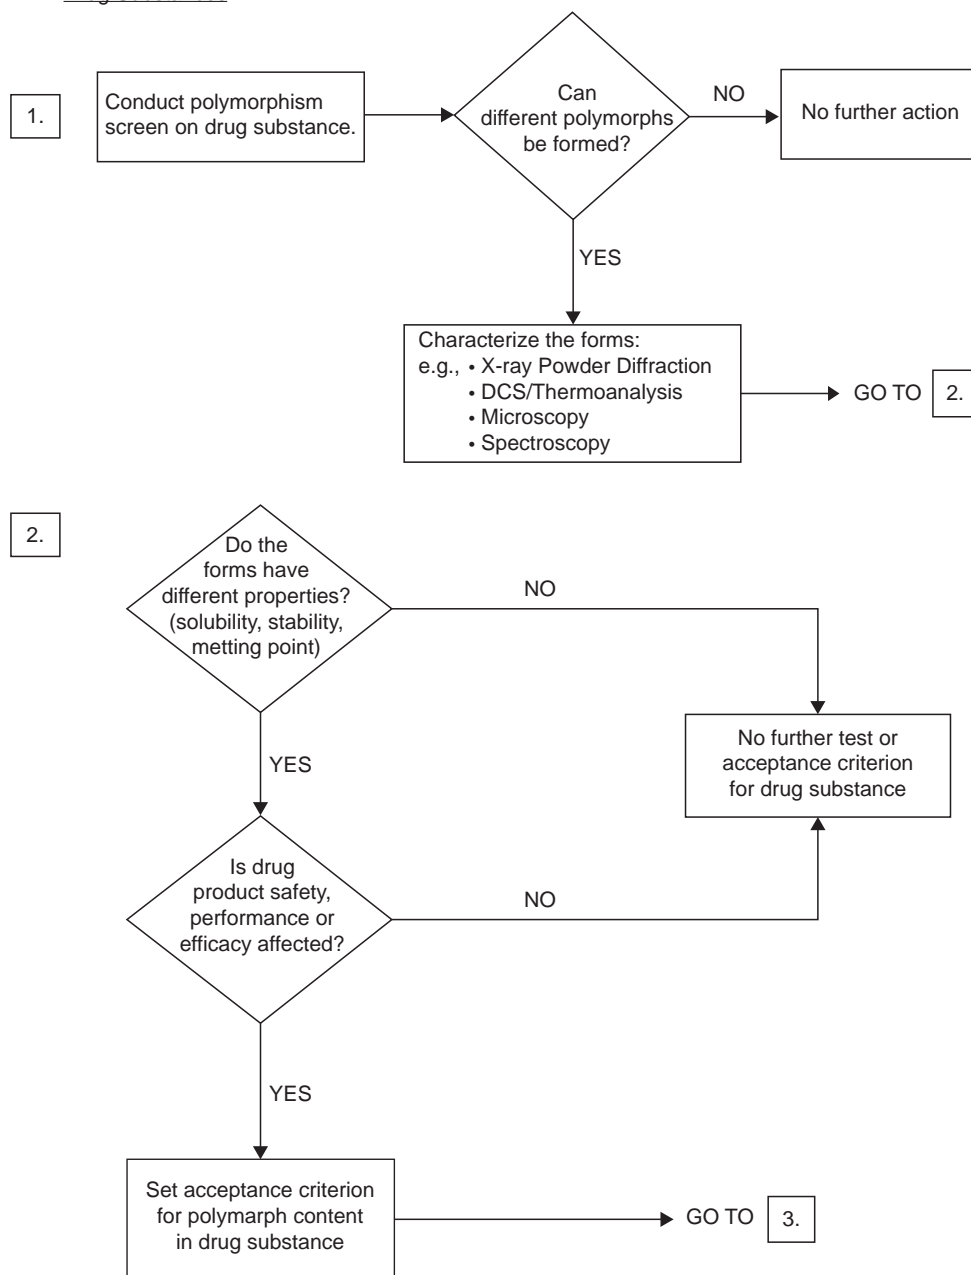 1.
Conduct polymorphism
screen on drug substance.
Can
different polymorphs
be formed?
NO
No further action
YES
Characterize the forms:
e.g., • X-ray Powder Diffraction
• DCS/Thermoanalysis
• Microscopy
• Spectroscopy
GO TO 2.
2.
Do the
forms have
different properties?
(solubility, stability,
metting point)
NO
No further test or
acceptance criterion
for drug substance
YES
Is drug
product safety,
performance or
efficacy affected?
NO
YES
Set acceptance criterion
for polymarph content
in drug substance
GO TO 3.